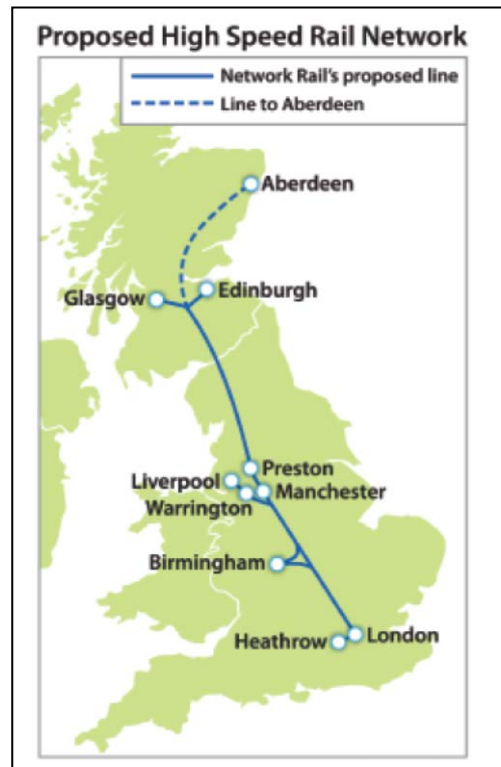 Proposed High Speed Rail Network
Network Rail's proposed line
Line to Aberdeen
Aberdeen
Edinburgh
Glasgow
Preston
Liverpool
Manchester
Warrington
Birmingham
London
Heathrow